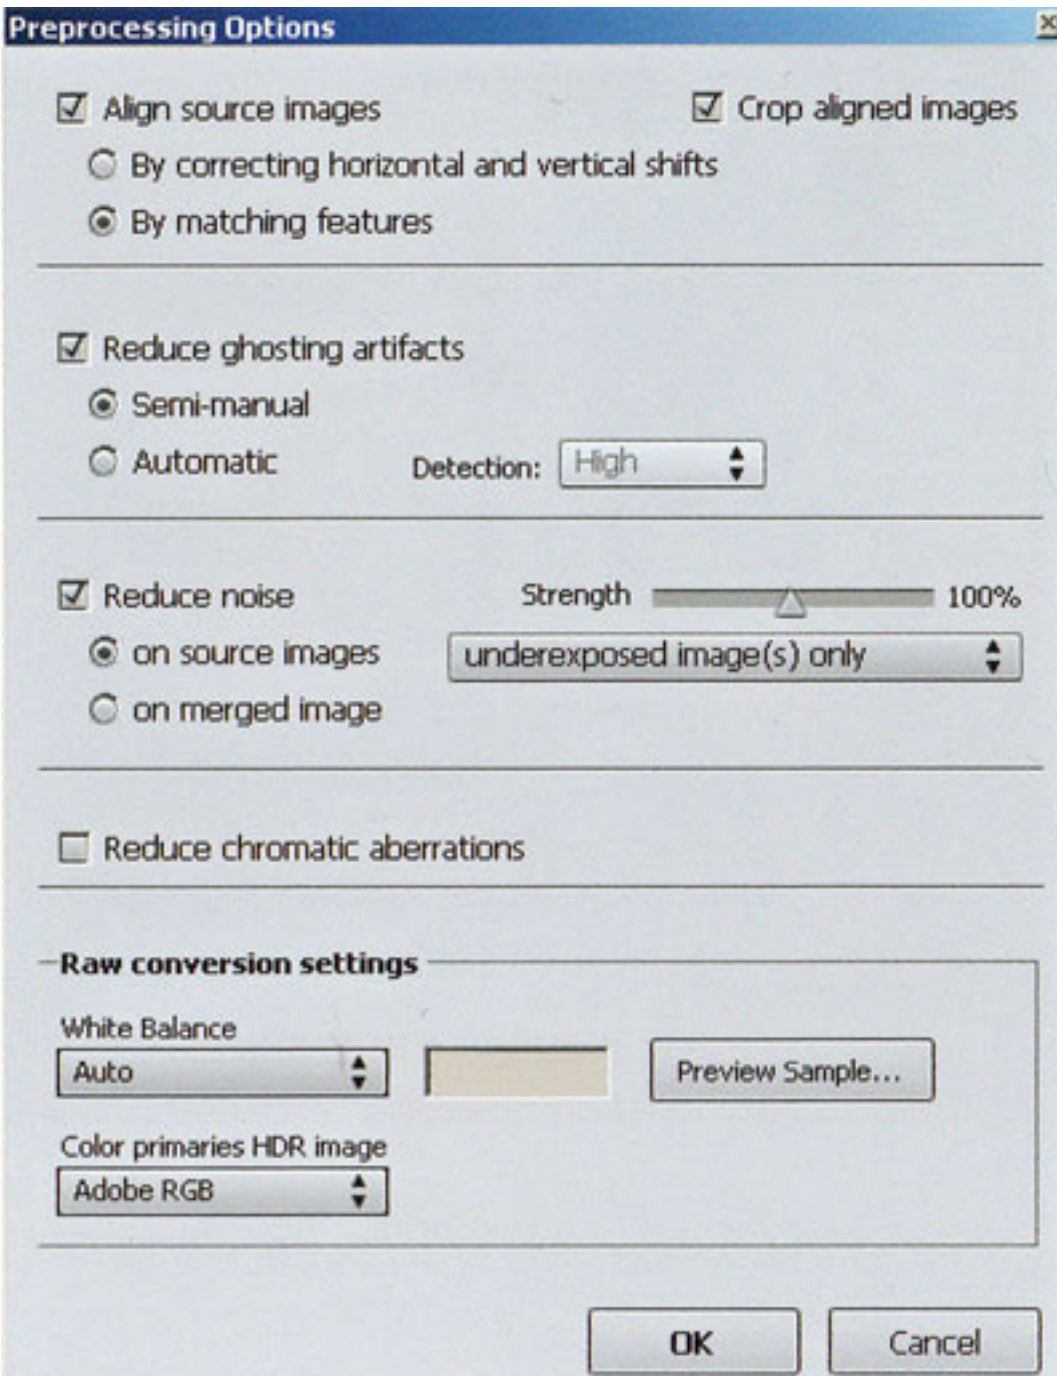 Preprocessing Options
Align source images
Crop aligned images
By correcting horizontal and vertical shifts
By matching features
Reduce ghosting artifacts
Semi-manual
Automatic
Detection: High
Reduce noise
Strength 100%
on source images
underexposed image(s) only
on merged image
Reduce chromatic aberrations
Raw conversion settings
White Balance
Auto
Preview Sample...
Color primaries HDR image
Adobe RGB
OK
Cancel